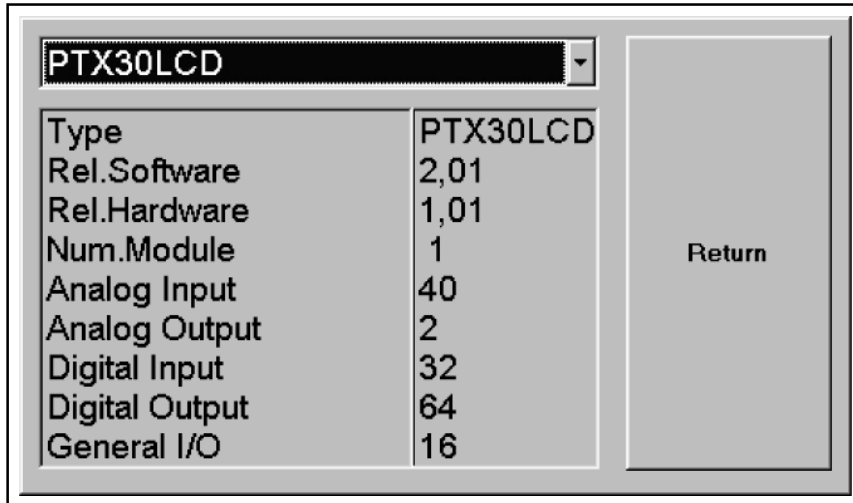 PTX30LCD
Type PTX30LCD
Rel.Software 2,01
Rel.Hardware 1,01
Num.Module 1
Analog Input 40
Analog Output 2
Digital Input 32
Digital Output 64
General I/O 16
Return